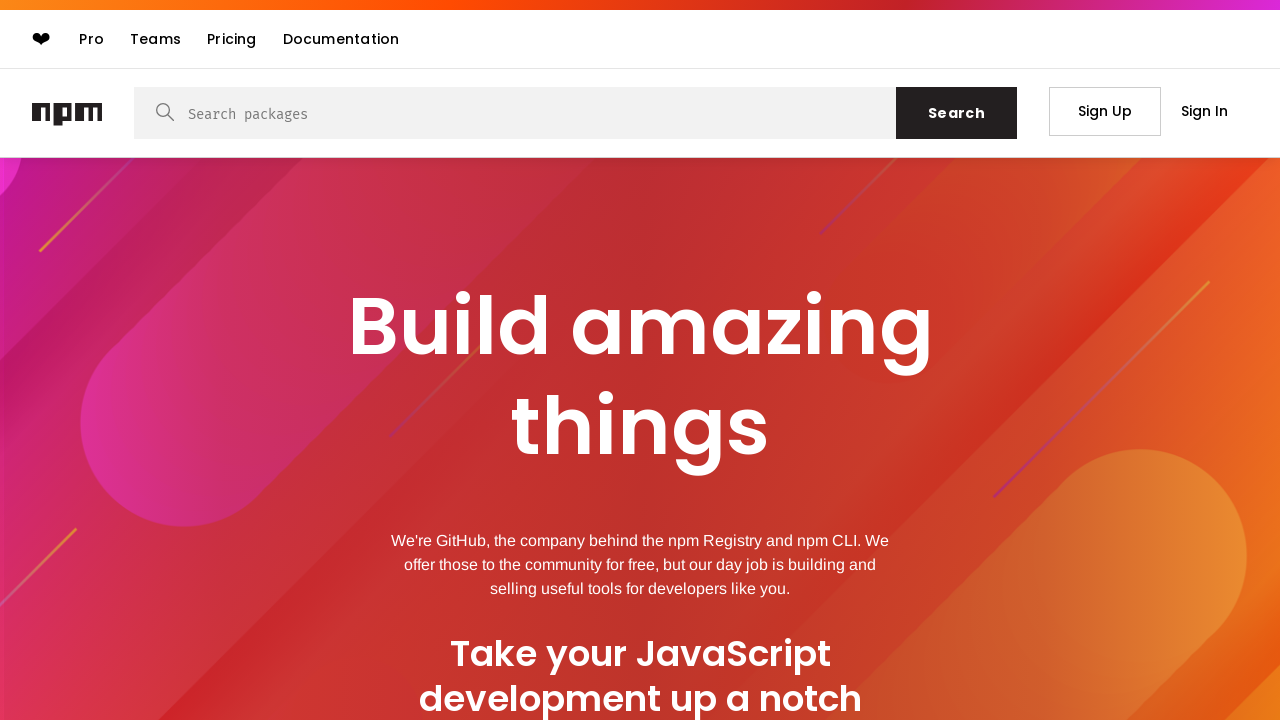 ❤ Pro Teams Pricing Documentation
npm Search packages Search Sign Up Sign In
Build amazing
things
We're GitHub, the company behind the npm Registry and npm CLI. We
offer those to the community for free, but our day job is building and
selling useful tools for developers like you.
Take your JavaScript
development up a notch